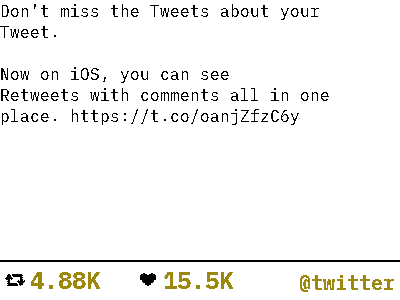 Don't miss the Tweets about your
Tweet.
Now on iOS, you can see
Retweets with comments all in one
place. https://t.co/oanjZfzC6y
4.88K 15.5K @twitter